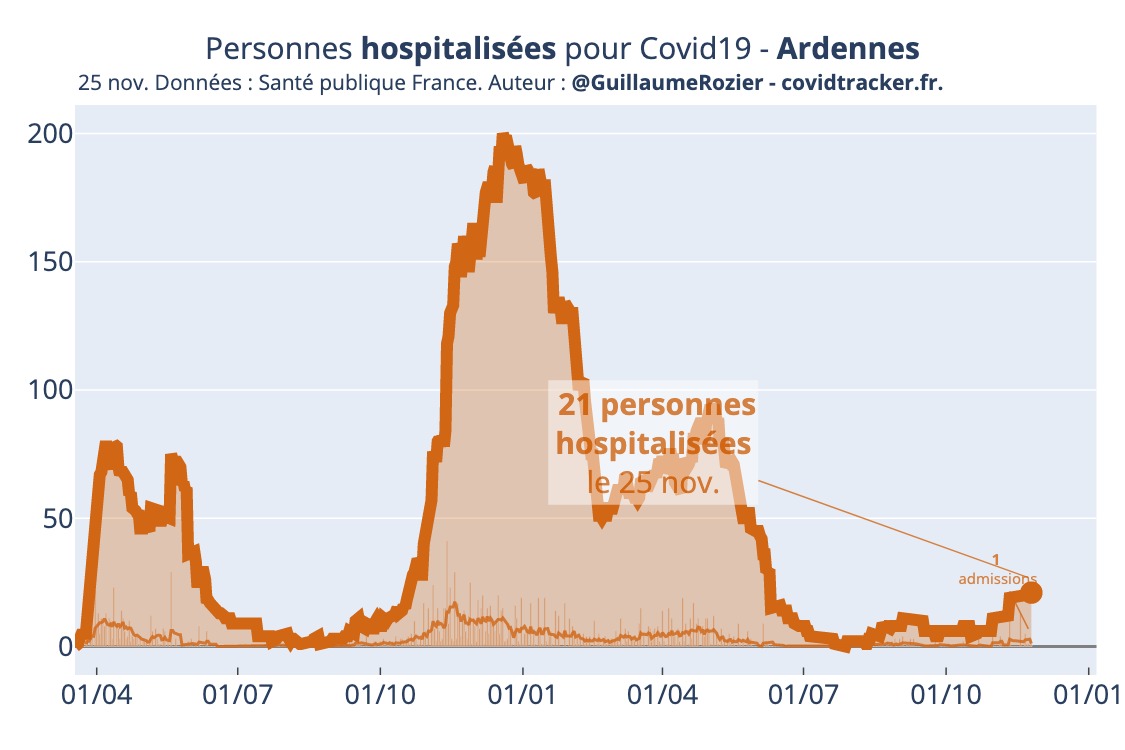 Personnes hospitalisées pour Covid19 - Ardennes
25 nov. Données : Santé publique France. Auteur : @GuillaumeRozier - covidtracker.fr.
200
150
100
50
0
21 personnes
hospitalisées
le 25 nov.
1
admissions
01/04 01/07 01/10 01/01 01/04 01/07 01/10 01/01